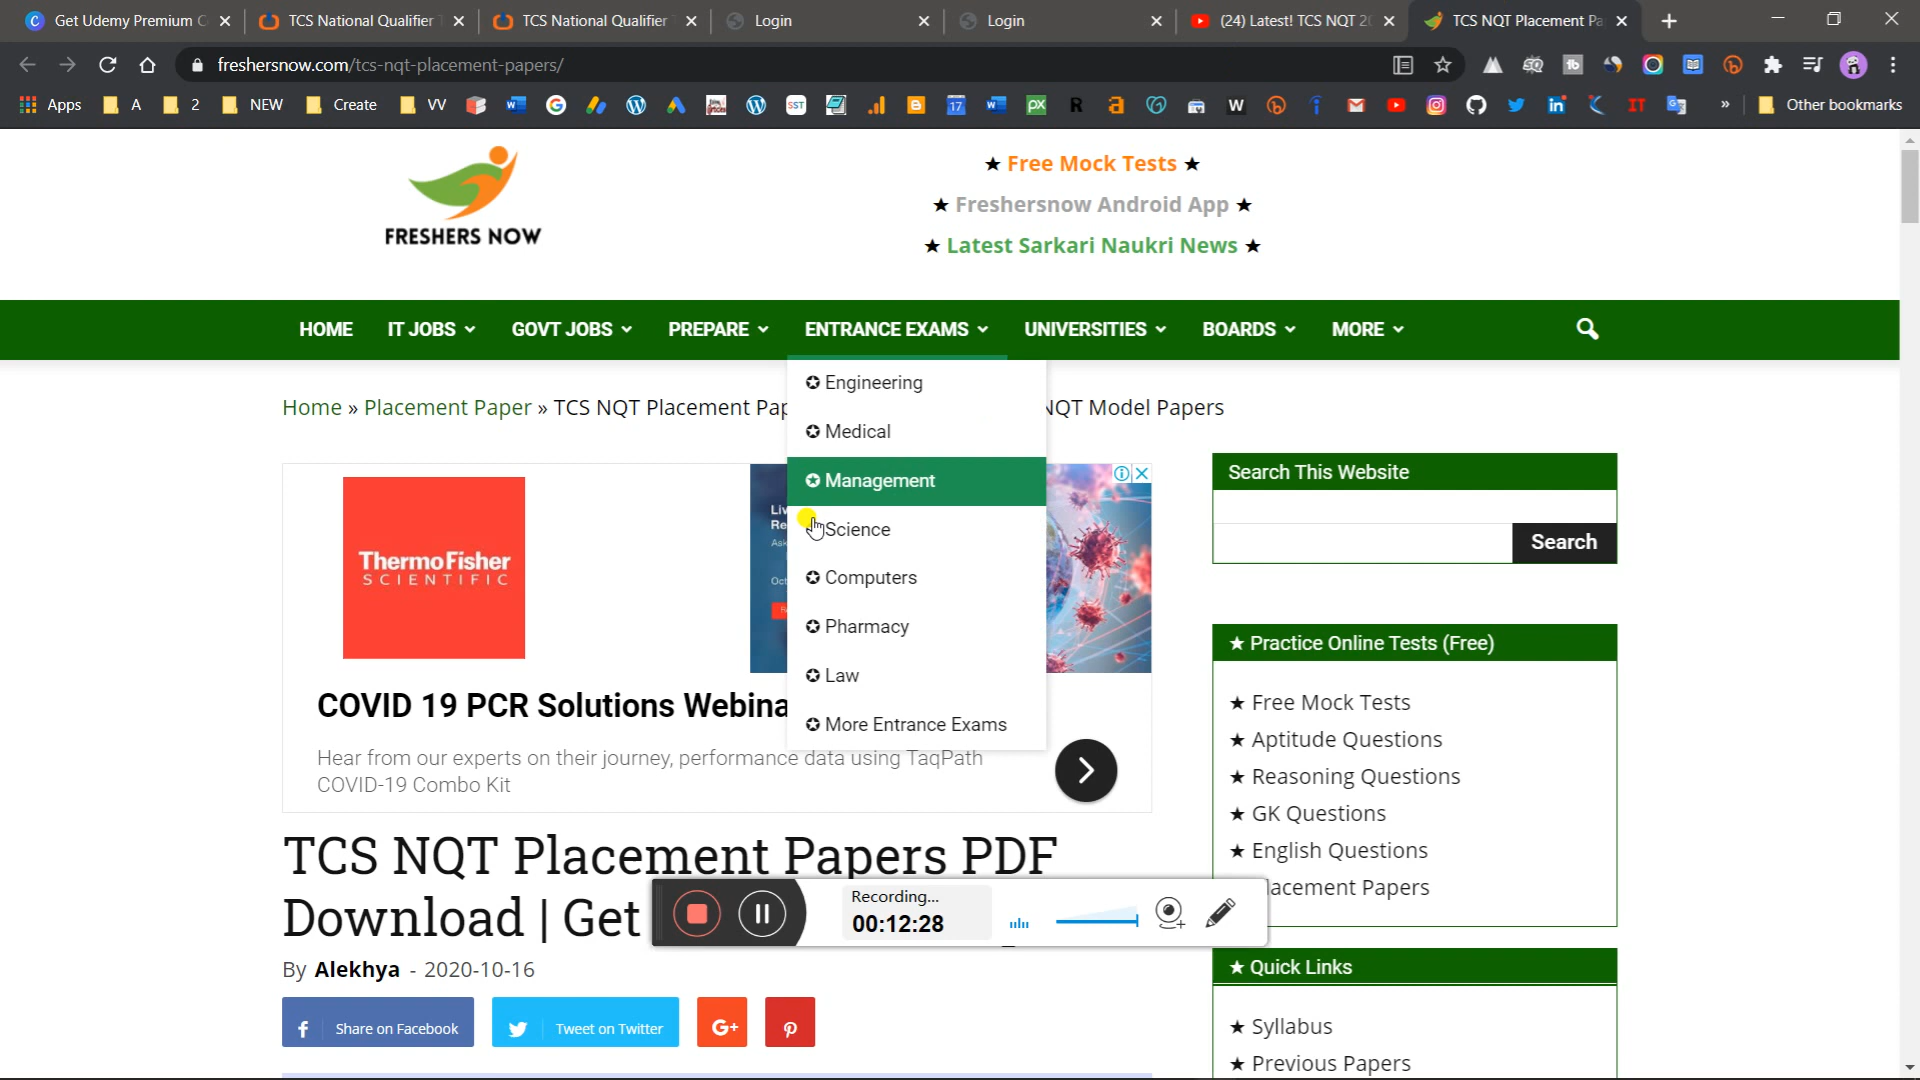 Get Udemy Premium C
TCS National Qualifier T
TCS National Qualifier T
Login
Login
(24) Latest! TCS NQT 20
TCS NQT Placement Pa
freshersnow.com/tcs-nqt-placement-papers/
Apps
A
2
NEW
Create
VV
Other bookmarks
FRESHERS NOW
★ Free Mock Tests ★
★ Freshersnow Android App ★
★ Latest Sarkari Naukri News ★
HOME IT JOBS GOVT JOBS PREPARE ENTRANCE EXAMS UNIVERSITIES BOARDS MORE
Engineering
Medical
Management
Science
Computers
Pharmacy
Law
More Entrance Exams
Home » Placement Paper » TCS NQT Placement Pap
NQT Model Papers
ThermoFisher
SCIENTIFIC
COVID 19 PCR Solutions Webina
Hear from our experts on their journey, performance data using TaqPath
COVID-19 Combo Kit
TCS NQT Placement Papers PDF
Download | Get
By Alekhya - 2020-10-16
Share on Facebook
Tweet on Twitter
G+
Recording...
00:12:28
Search This Website
Search
★ Practice Online Tests (Free)
★ Free Mock Tests
★ Aptitude Questions
★ Reasoning Questions
★ GK Questions
★ English Questions
lacement Papers
★ Quick Links
★ Syllabus
★ Previous Papers